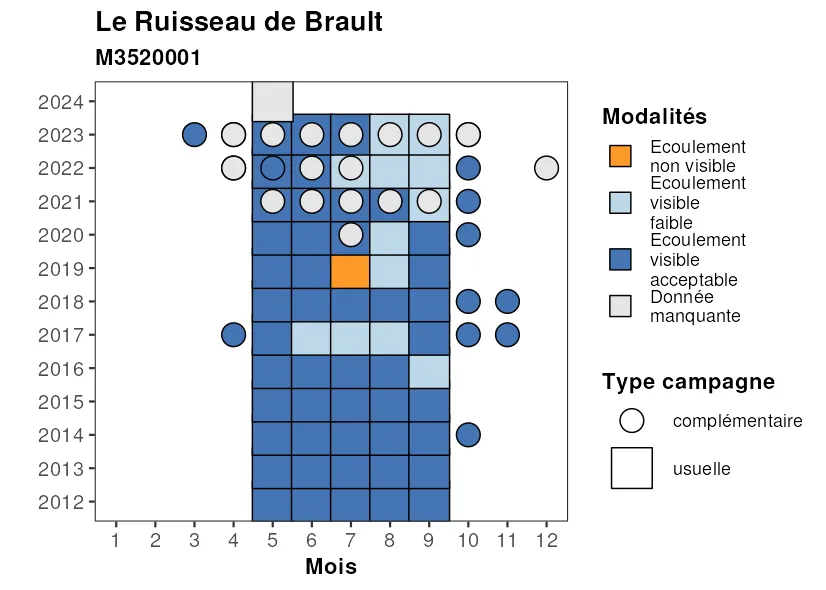 Le Ruisseau de Brault
M3520001
2024
2023
2022
2021
2020
2019
2018
2017
2016
2015
2014
2013
2012
1 2 3 4 5 6 7 8 9 10 11 12
Mois
Modalités
Ecoulement
non visible
Ecoulement
visible
faible
Ecoulement
visible
acceptable
Donnée
manquante
Type campagne
complémentaire
usuelle